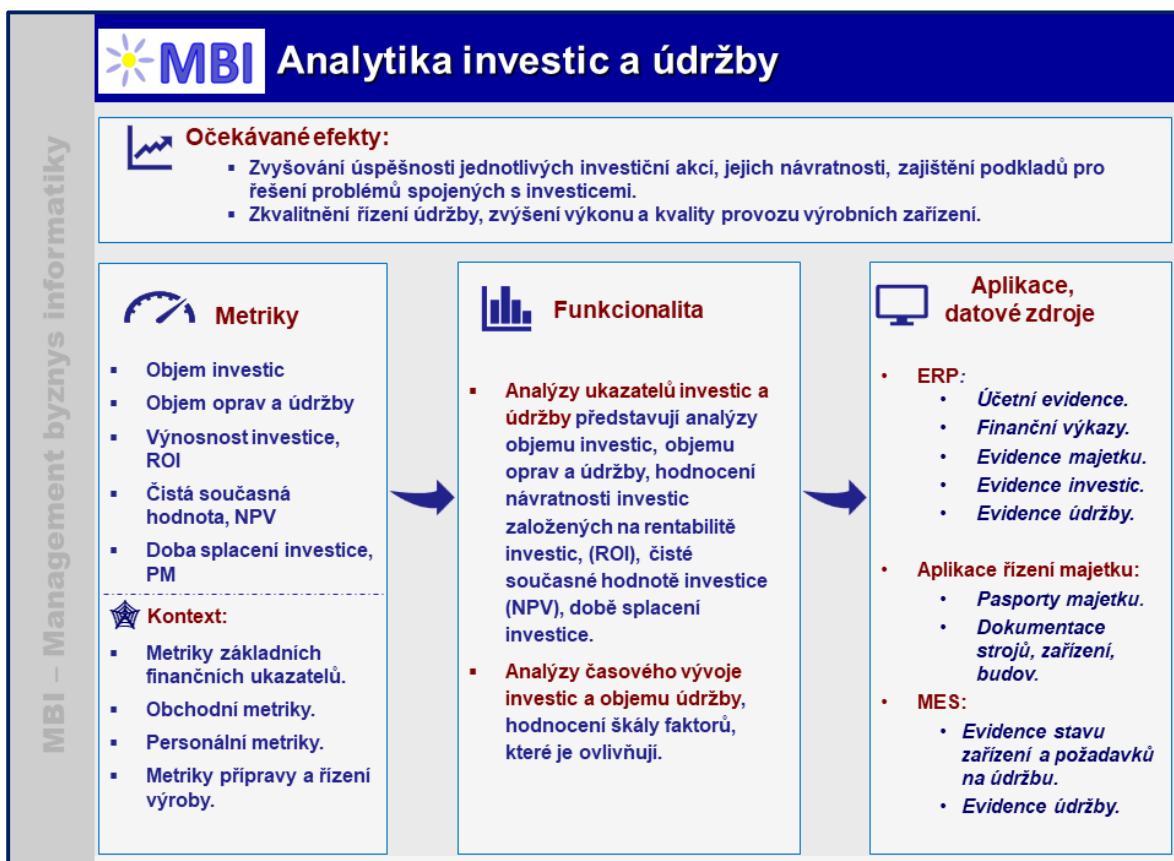 MBI – Management byznys informatiky
MBI
Analytika investic a údržby
Očekávané efekty:
▪ Zvyšování úspěšnosti jednotlivých investiční akcí, jejich návratnosti, zajištění podkladů pro
řešení problémů spojených s investicemi.
▪ Zkvalitnění řízení údržby, zvýšení výkonu a kvality provozu výrobních zařízení.
Metriky
▪ Objem investic
▪ Objem oprav a údržby
▪ Výnosnost investice,
ROI
▪ Čistá současná
hodnota, NPV
▪ Doba splacení investice,
PM
Kontext:
▪ Metriky základních
finančních ukazatelů.
▪ Obchodní metriky.
▪ Personální metriky.
▪ Metriky přípravy a řízení
výroby.
Funkcionalita
▪ Analýzy ukazatelů investic a
údržby představují analýzy
objemu investic, objemu
oprav a údržby, hodnocení
návratnosti investic
založených na rentabilitě
investic, (ROI), čisté
současné hodnotě investice
(NPV), době splacení
investice.
▪ Analýzy časového vývoje
investic a objemu údržby,
hodnocení škály faktorů,
které je ovlivňují.
Aplikace,
datové zdroje
• ERP:
• Účetní evidence.
• Finanční výkazy.
• Evidence majetku.
• Evidence investic.
• Evidence údržby.
• Aplikace řízení majetku:
• Pasporty majetku.
• Dokumentace
strojů, zařízení,
budov.
• MES:
• Evidence stavu
zařízení a požadavků
na údržbu.
• Evidence údržby.